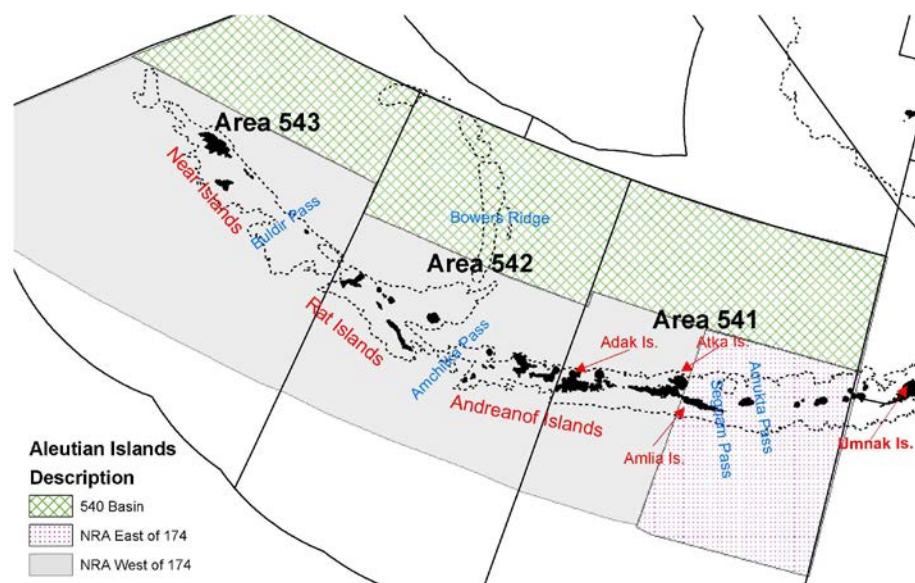 Area 543
Near Islands
Buldir Pass
Bowers Ridge
Area 542
Rat Islands
Amchitka Pass
Area 541
Adak Is.
Atka Is.
Andreanof Islands
Amlia Is.
Seguam Pass
Amukta Pass
Umnak Is.
Aleutian Islands
Description
540 Basin
NRA East of 174
NRA West of 174